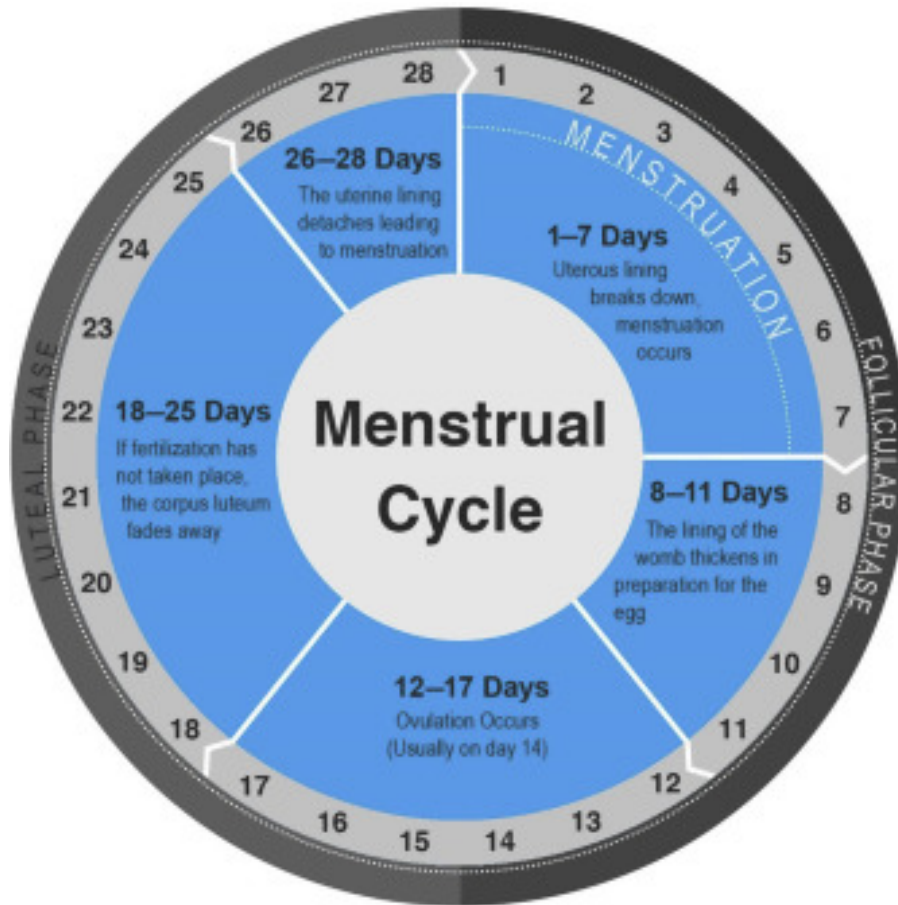 Menstrual
Cycle
MENSTRUATION
1–7 Days
Uterous lining
breaks down,
menstruation
occurs
8–11 Days
The lining of the
womb thickens in
preparation for the
egg
12–17 Days
Ovulation Occurs
(Usually on day 14)
18–25 Days
If fertilization has
not taken place,
the corpus luteum
fades away
26–28 Days
The uterine lining
detaches leading
to menstruation
FOLLICULAR PHASE
LUTEAL PHASE
1
2
3
4
5
6
7
8
9
10
11
12
13
14
15
16
17
18
19
20
21
22
23
24
25
26
27
28